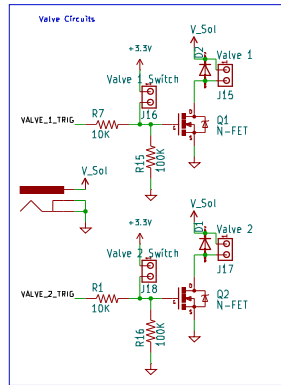 Valve Circuits
V_Sol
+3.3V
D2
Valve 1
Valve 1 Switch
J15
J16
R7
VALVE_1_TRIG
10K
Q1
N-FET
D
G
S
R15
100K
V_Sol
+3.3V
V_Sol
D1
Valve 2
Valve 2 Switch
J17
J18
R1
VALVE_2_TRIG
10K
Q2
N-FET
D
G
S
R16
100K